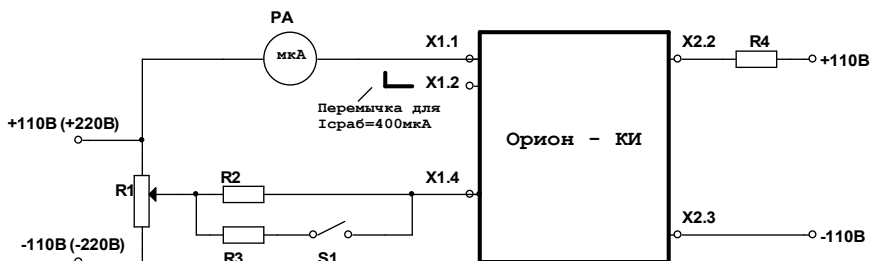 PA
мкА
X1.1
X1.2
Перемычка для
Iсраб=400мкА
+110В (+220В)
R1
R2
X1.4
R3
S1
-110В (-220В)
Орион - КИ
X2.2
R4
+110В
X2.3
-110В